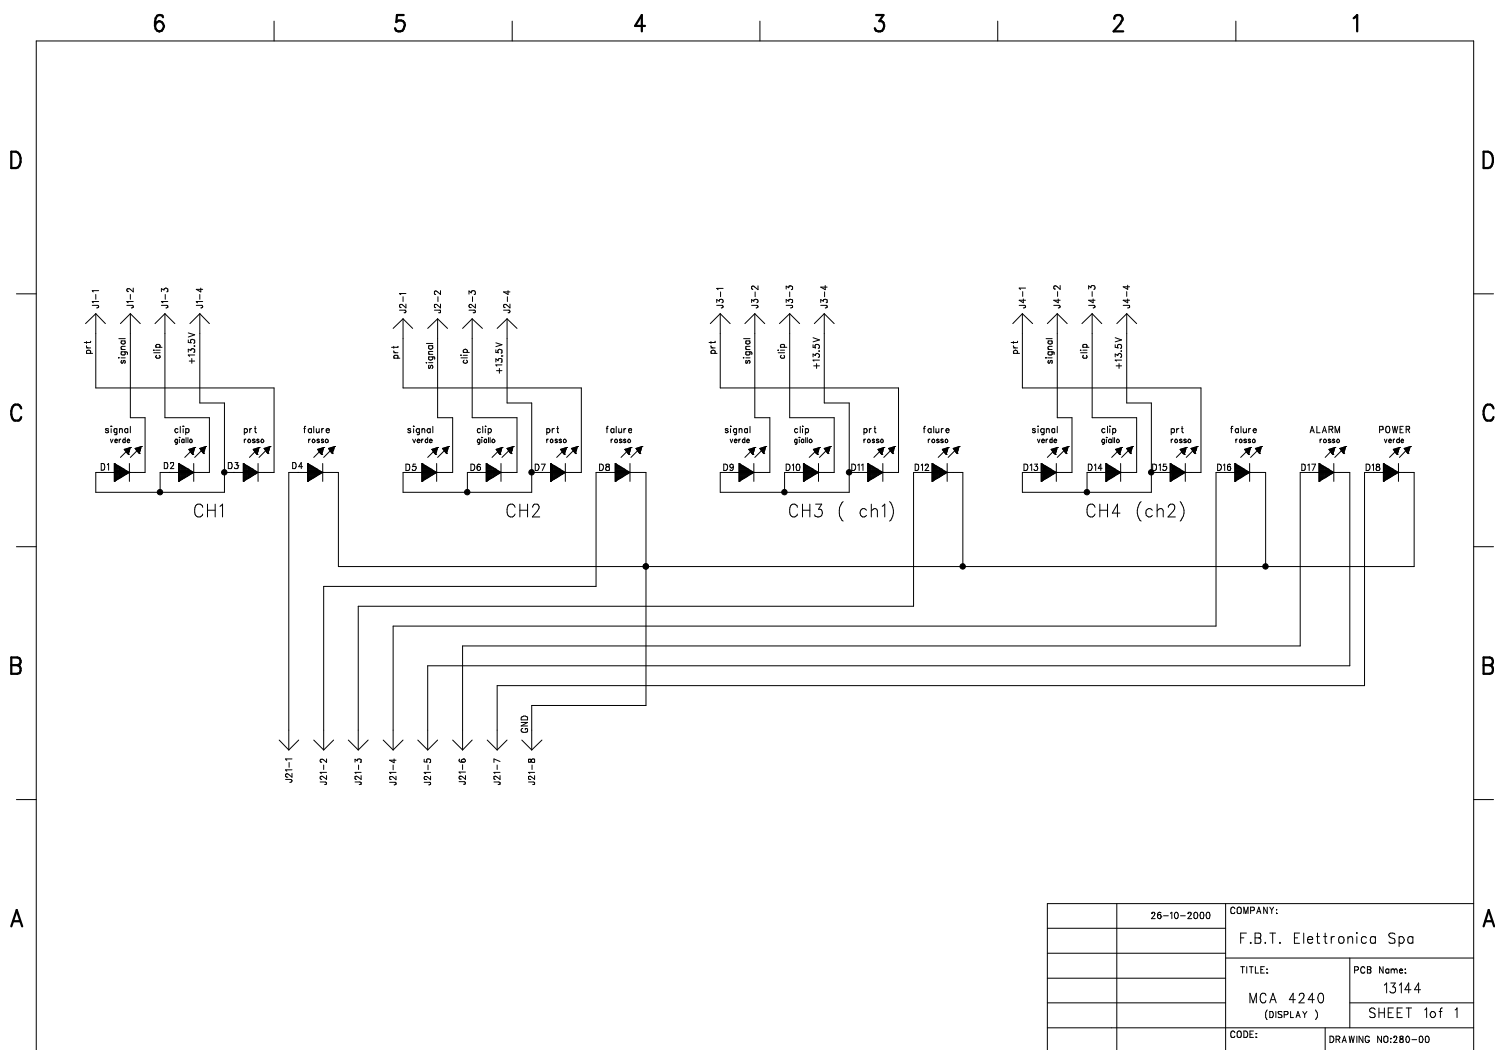 6 5 4 3 2 1
D D
J1-1 J1-2 J1-3 J1-4
J2-1 J2-2 J2-3 J2-4
J3-1 J3-2 J3-3 J3-4
J4-1 J4-2 J4-3 J4-4
prt signal clip +13.5V
prt signal clip +13.5V
prt signal clip +13.5V
prt signal clip +13.5V
C C
signal clip prt falure
verde giallo rosso rosso
D1 D2 D3 D4
CH1
signal clip prt falure
verde giallo rosso rosso
D5 D6 D7 D8
CH2
signal clip prt falure
verde giallo rosso rosso
D9 D10 D11 D12
CH3 ( ch1)
signal clip prt falure
verde giallo rosso rosso
D13 D14 D15 D16
CH4 (ch2)
ALARM POWER
rosso verde
D17 D18
B B
GND
J21-1 J21-2 J21-3 J21-4 J21-5 J21-6 J21-7 J21-8
A A
26-10-2000
COMPANY:
F.B.T. Elettronica Spa
TITLE:
MCA 4240
(DISPLAY )
PCB Name:
13144
SHEET 1of 1
CODE:
DRAWING NO:280-00